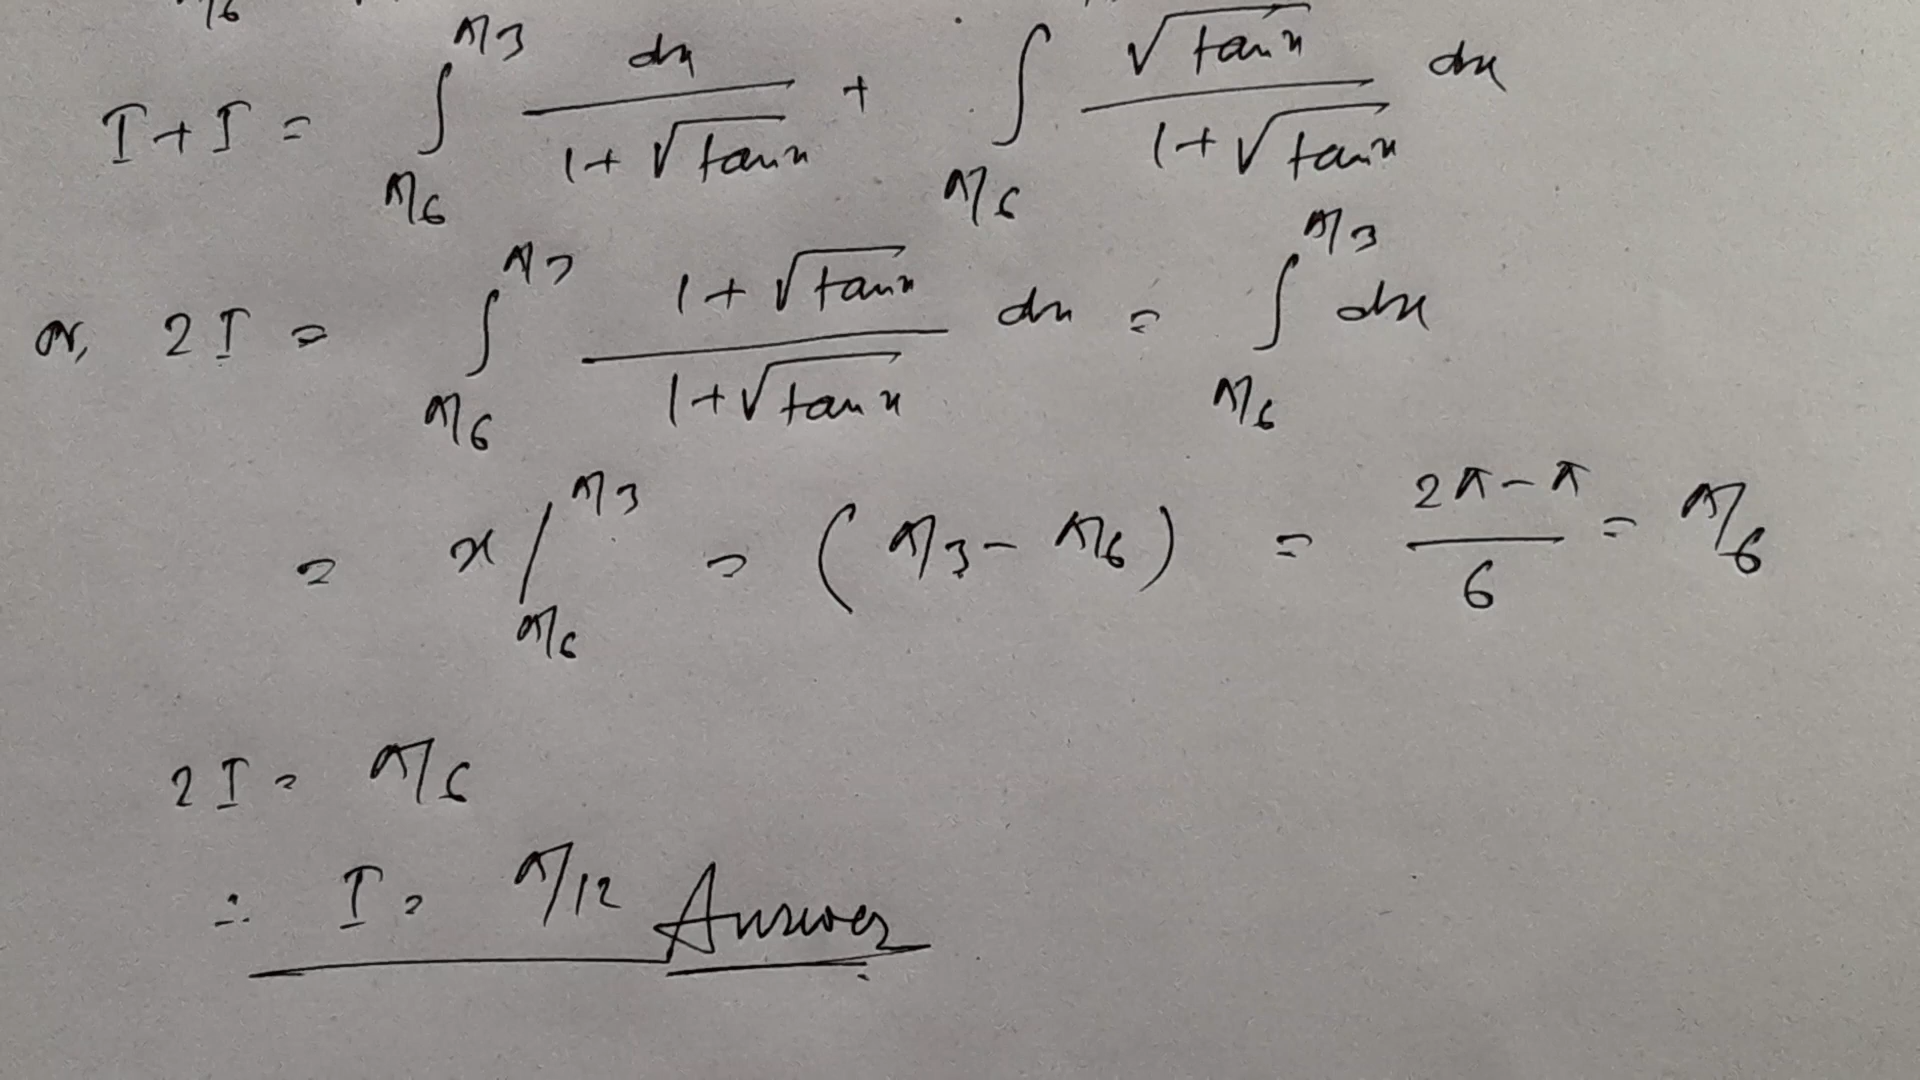 π/6
I + I = ∫_{π/6}^{π/3} dx / (1 + √tan x) + ∫_{π/6} √tan x / (1 + √tan x) dx
or, 2I = ∫_{π/6}^{π/3} (1 + √tan x) / (1 + √tan x) dx = ∫_{π/6}^{π/3} dx
= x |_{π/6}^{π/3} = (π/3 - π/6) = (2π - π) / 6 = π/6
2I = π/6
∴ I = π/12 Answer